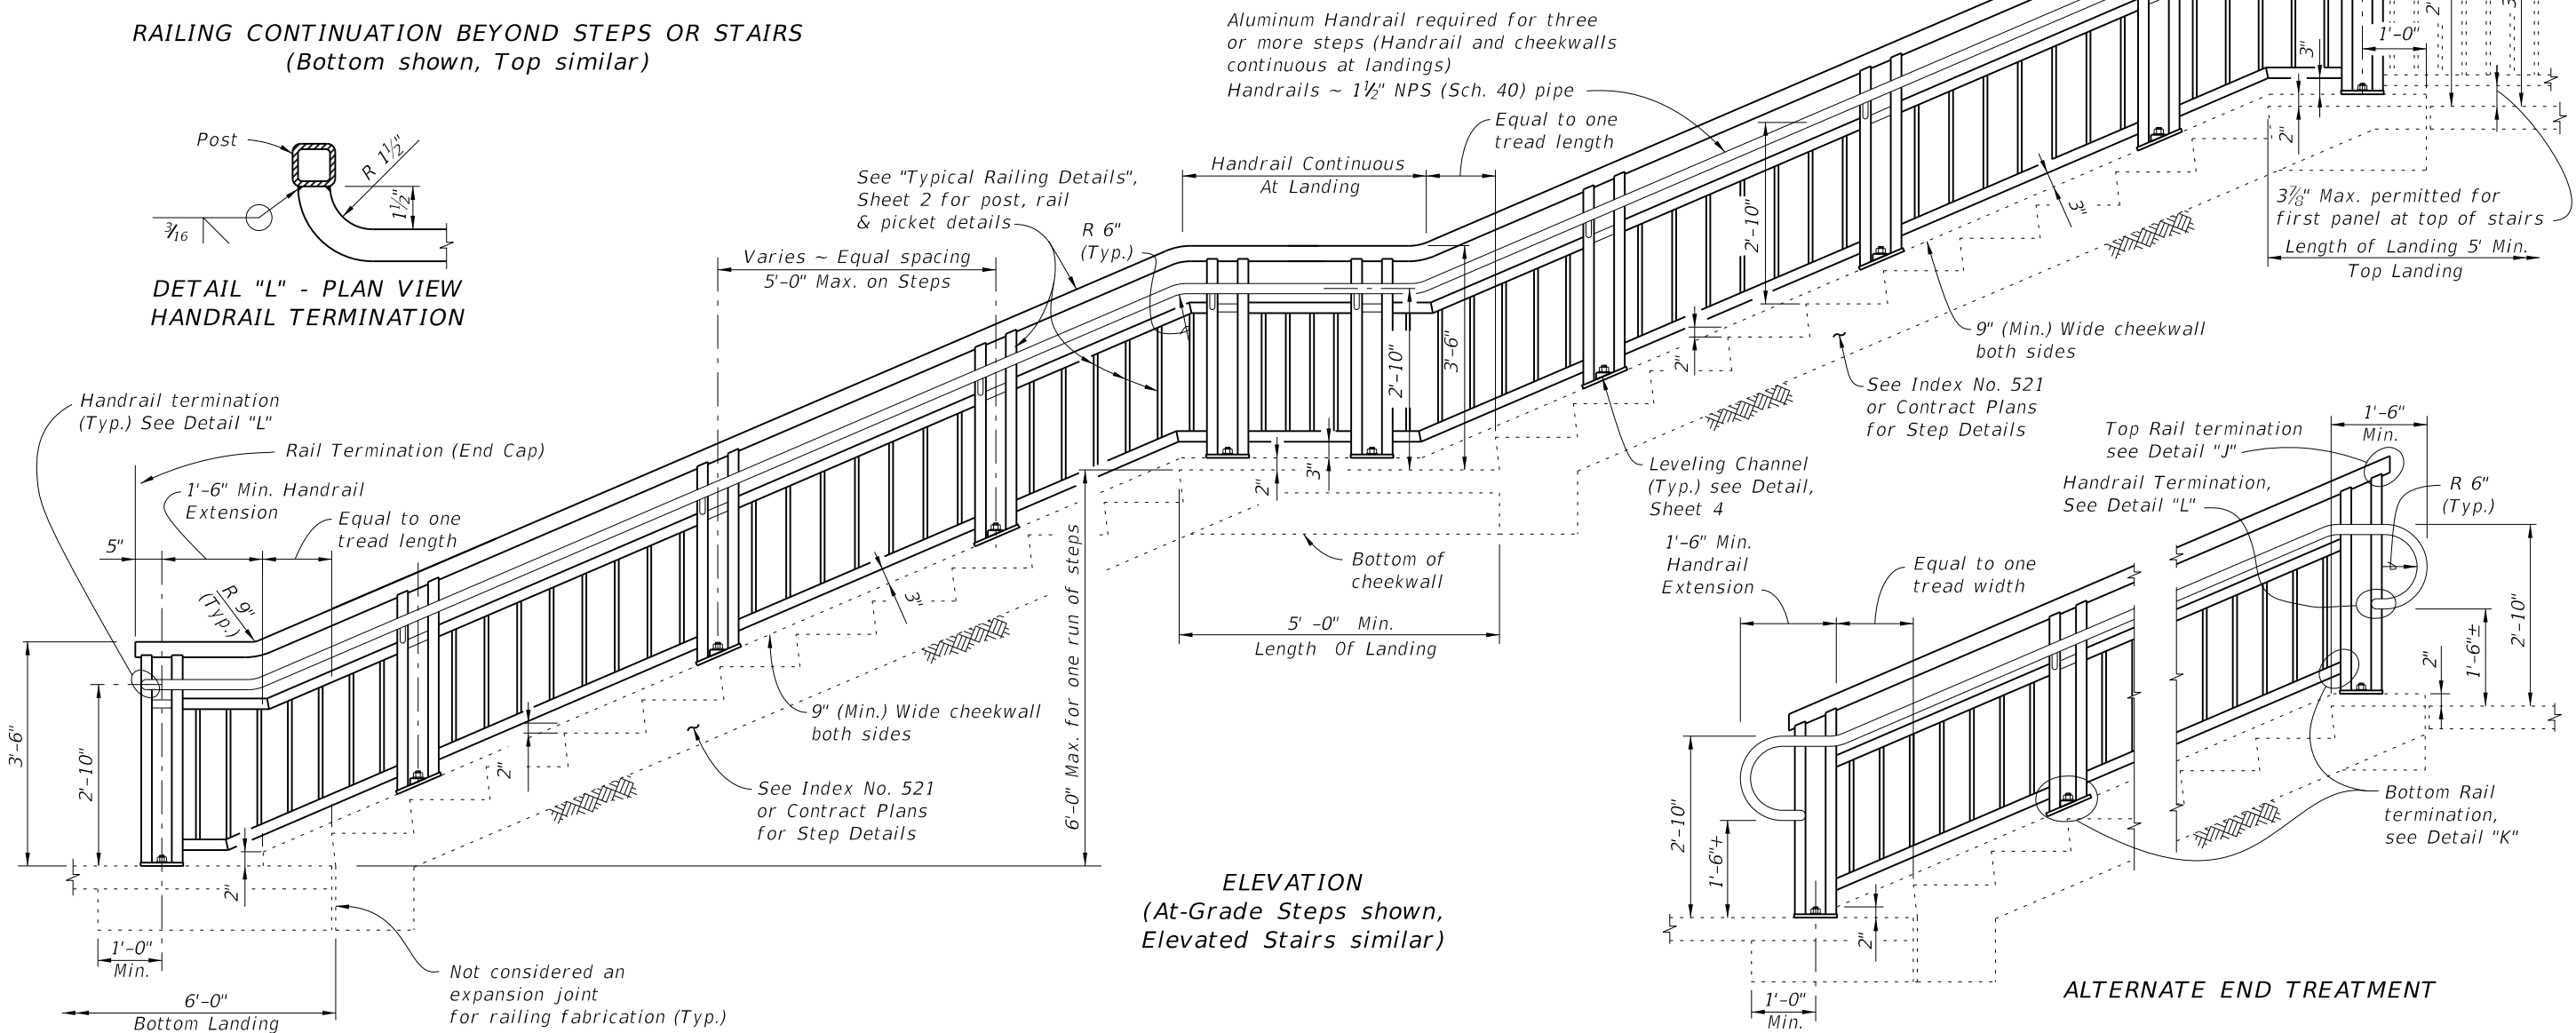 RAILING CONTINUATION BEYOND STEPS OR STAIRS
(Bottom shown, Top similar)
Post
R 1½"
1½"
3/16
DETAIL "L" - PLAN VIEW
HANDRAIL TERMINATION
Aluminum Handrail required for three
or more steps (Handrail and cheekwalls
continuous at landings)
Handrails ~ 1½" NPS (Sch. 40) pipe
Equal to one
tread length
Handrail Continuous
At Landing
See "Typical Railing Details",
Sheet 2 for post, rail
& picket details
R 6"
(Typ.)
Varies ~ Equal spacing
5'-0" Max. on Steps
Handrail termination
(Typ.) See Detail "L"
Rail Termination (End Cap)
1'-6" Min. Handrail
Extension
Equal to one
tread length
5"
R 9"
(Typ.)
3'-6"
2'-10"
2"
1'-0"
Min.
6'-0"
Bottom Landing
Not considered an
expansion joint
for railing fabrication (Typ.)
2"
3"
9" (Min.) Wide cheekwall
both sides
See Index No. 521
or Contract Plans
for Step Details
6'-0" Max. for one run of steps
2"
3"
2'-10"
3'-6"
Bottom of
cheekwall
5' -0" Min.
Length Of Landing
Leveling Channel
(Typ.) see Detail,
Sheet 4
2"
2'-10"
3"
9" (Min.) Wide cheekwall
both sides
See Index No. 521
or Contract Plans
for Step Details
1'-0"
3"
2"
2'
3
3⅞" Max. permitted for
first panel at top of stairs
Length of Landing 5' Min.
Top Landing
ELEVATION
(At-Grade Steps shown,
Elevated Stairs similar)
1'-6"
Min.
Top Rail termination
see Detail "J"
Handrail Termination,
See Detail "L"
R 6"
(Typ.)
1'-6" Min.
Handrail
Extension
Equal to one
tread width
2'-10"
1'-6"±
2"
2'-10"
1'-6"±
2"
1'-0"
Min.
Bottom Rail
termination,
see Detail "K"
ALTERNATE END TREATMENT